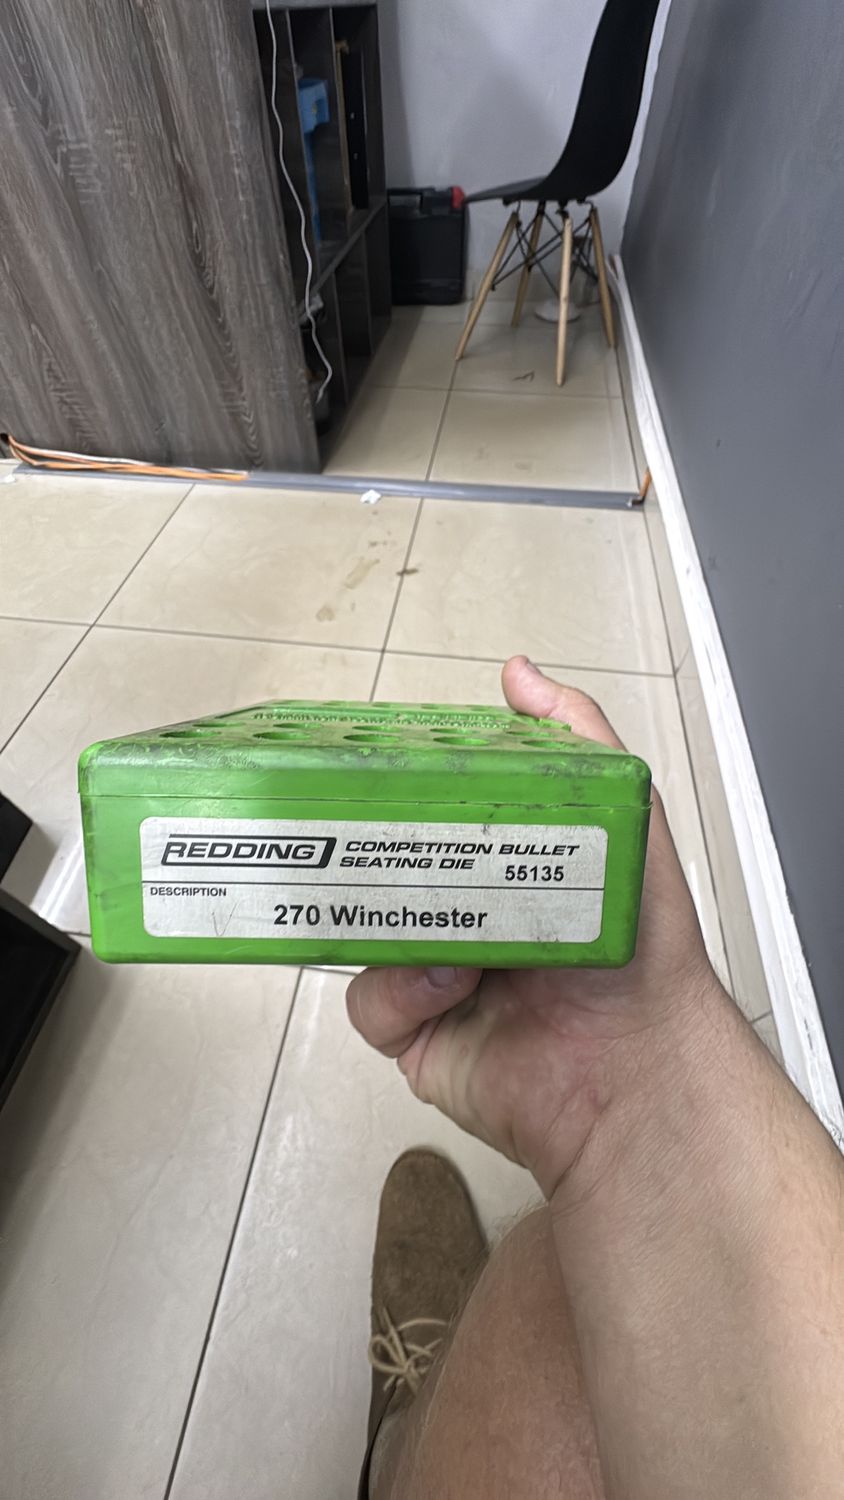 REDDING
COMPETITION BULLET
SEATING DIE 55135
DESCRIPTION
270 Winchester